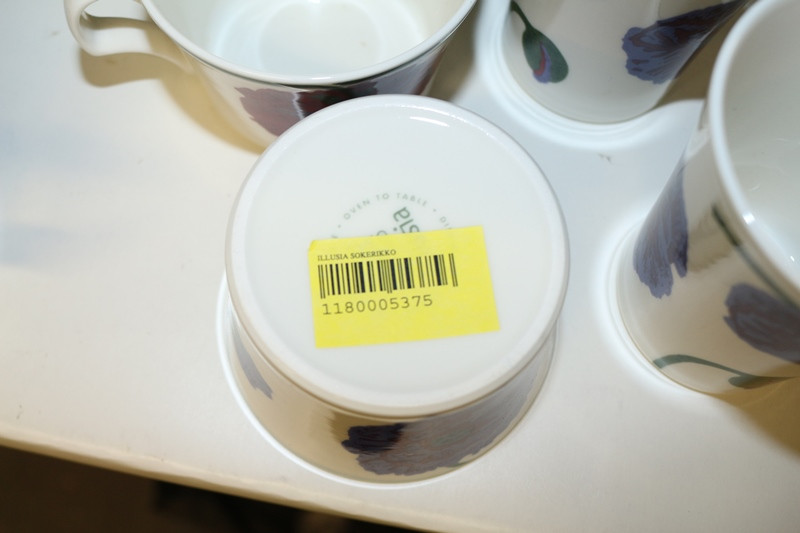 • OVEN TO TABLE •
ILLUSIA SOKERIKKO
1180005375